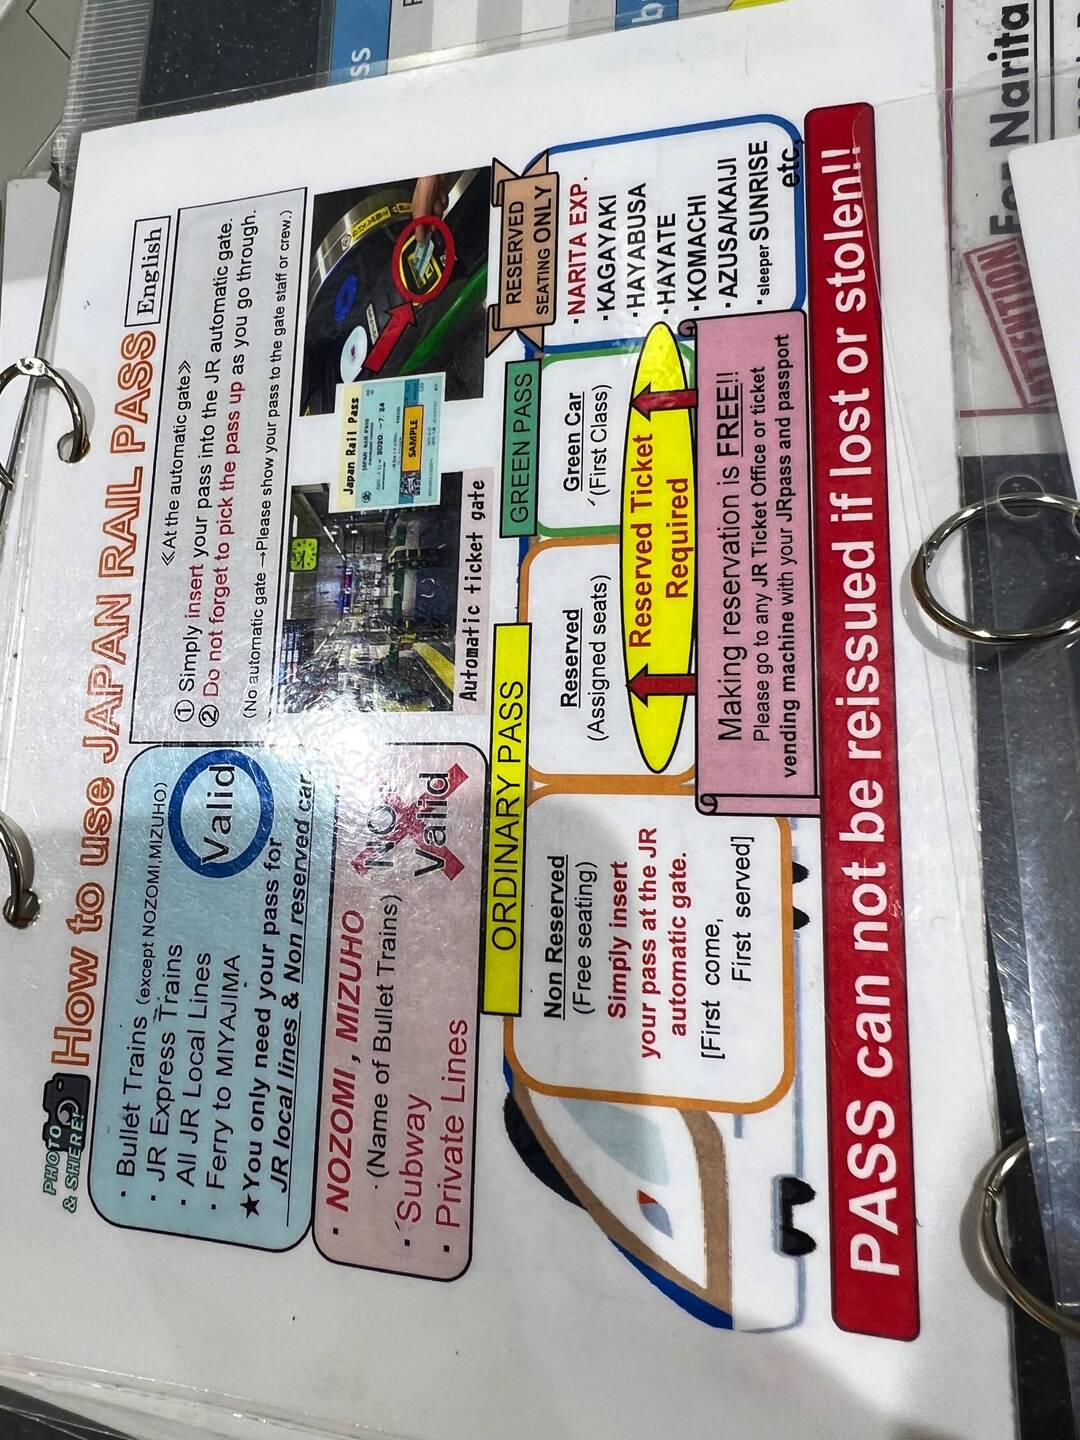 PHOTO
& SHERE!
How to use JAPAN RAIL PASS
English
・Bullet Trains (except NOZOMI,MIZUHO)
・JR Express Trains
・All JR Local Lines
・Ferry to MIYAJIMA
★You only need your pass for
JR local lines & Non reserved car.
Valid
・NOZOMI , MIZUHO
(Name of Bullet Trains)
・Subway
・Private Lines
NOT
Valid
≪At the automatic gate≫
① Simply insert your pass into the JR automatic gate.
② Do not forget to pick the pass up as you go through.
(No automatic gate →Please show your pass to the gate staff or crew.)
Japan Rail Pass
JAPAN RAIL PASS
2020.-7.24
SAMPLE
Automatic ticket gate
ORDINARY PASS
GREEN PASS
RESERVED
SEATING ONLY
Non Reserved
(Free seating)
Simply insert
your pass at the JR
automatic gate.
[First come,
First served]
Reserved
(Assigned seats)
Green Car
(First Class)
Reserved Ticket
Required
・NARITA EXP.
・KAGAYAKI
・HAYABUSA
・HAYATE
・KOMACHI
・AZUSA/KAIJI
・sleeper SUNRISE
etc,
Making reservation is FREE!!
Please go to any JR Ticket Office or ticket
vending machine with your JRpass and passport
PASS can not be reissued if lost or stolen!!
ATTENTION
For Narita